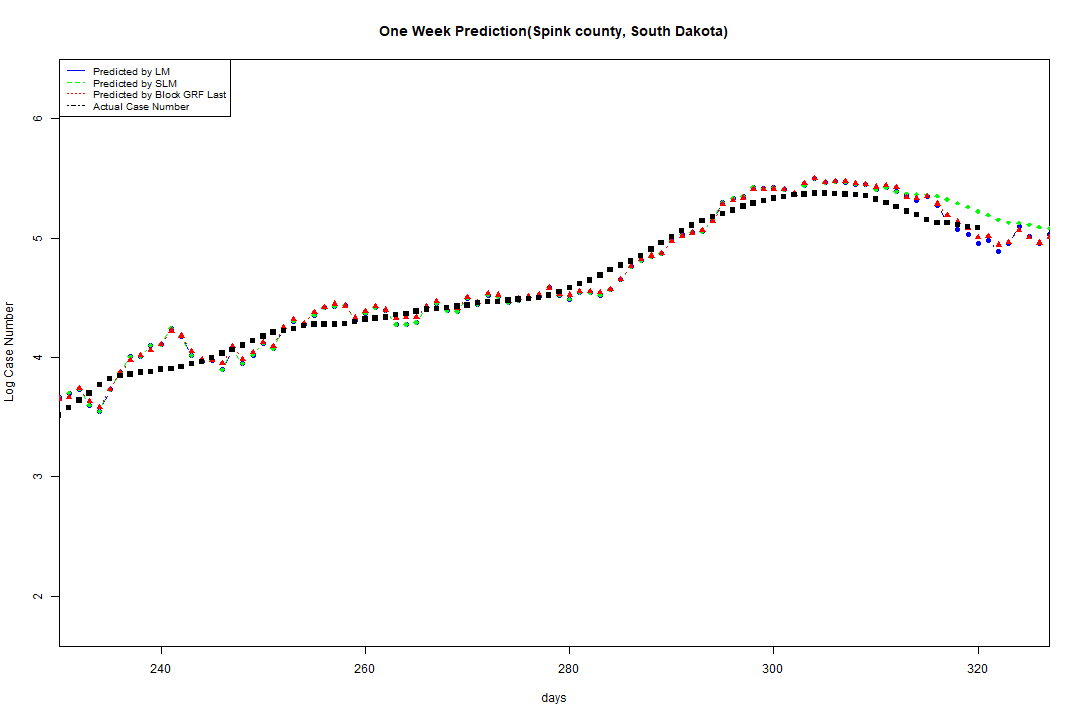 One Week Prediction(Spink county, South Dakota)
Predicted by LM
Predicted by SLM
Predicted by Block GRF Last
Actual Case Number
6
5
4
3
2
Log Case Number
240 260 280 300 320
days